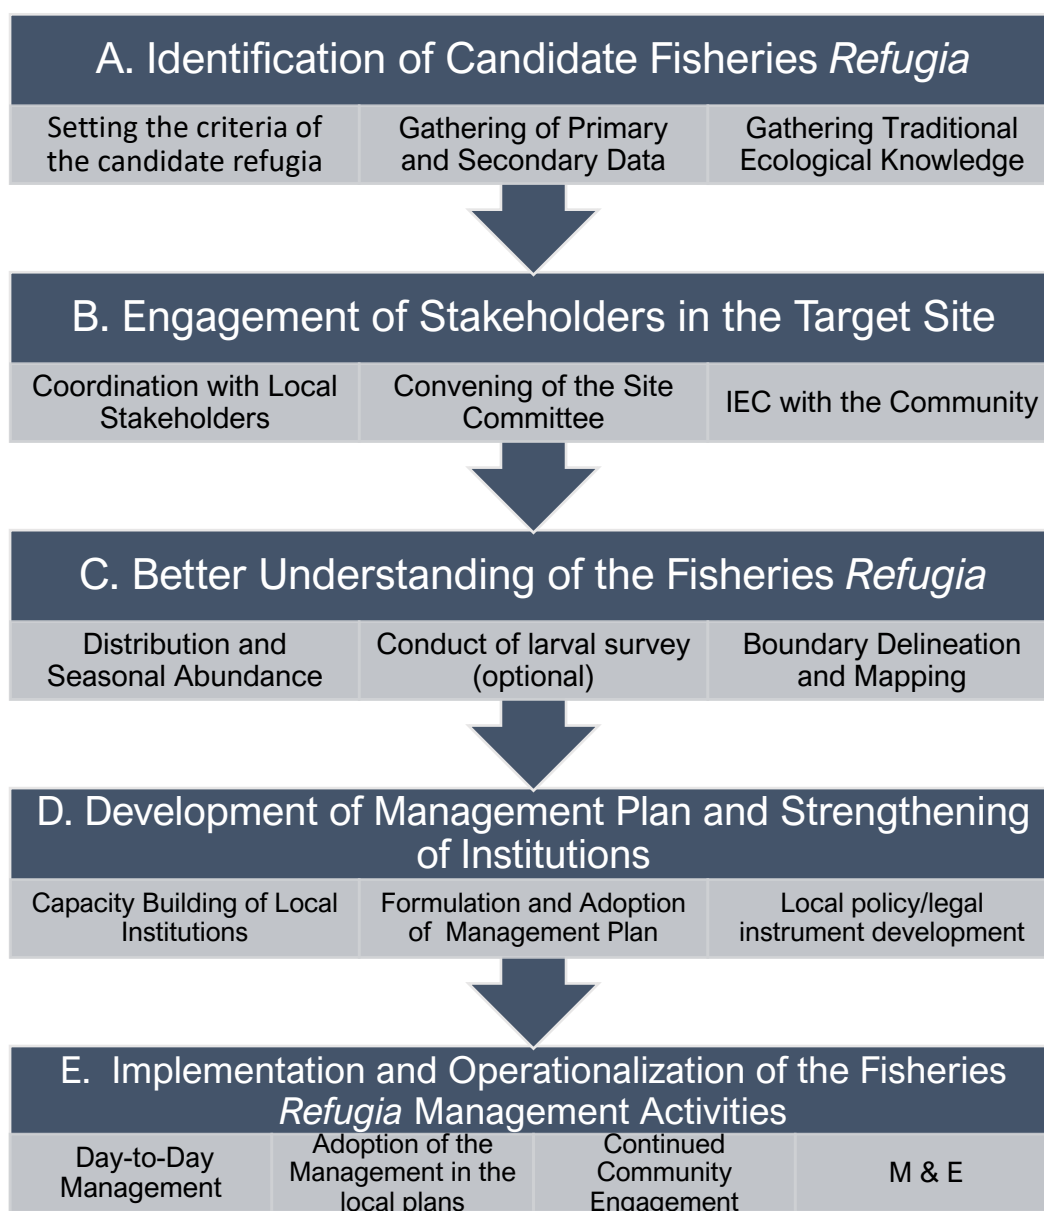 A. Identification of Candidate Fisheries Refugia
Setting the criteria of
the candidate refugia
Gathering of Primary
and Secondary Data
Gathering Traditional
Ecological Knowledge
B. Engagement of Stakeholders in the Target Site
Coordination with Local
Stakeholders
Convening of the Site
Committee
IEC with the Community
C. Better Understanding of the Fisheries Refugia
Distribution and
Seasonal Abundance
Conduct of larval survey
(optional)
Boundary Delineation
and Mapping
D. Development of Management Plan and Strengthening
of Institutions
Capacity Building of Local
Institutions
Formulation and Adoption
of Management Plan
Local policy/legal
instrument development
E. Implementation and Operationalization of the Fisheries
Refugia Management Activities
Day-to-Day
Management
Adoption of the
Management in the
local plans
Continued
Community
Engagement
M & E